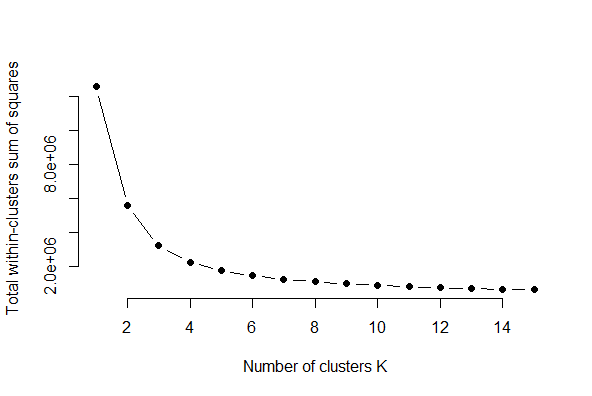 Total within-clusters sum of squares
8.0e+06
2.0e+06
2 4 6 8 10 12 14
Number of clusters K